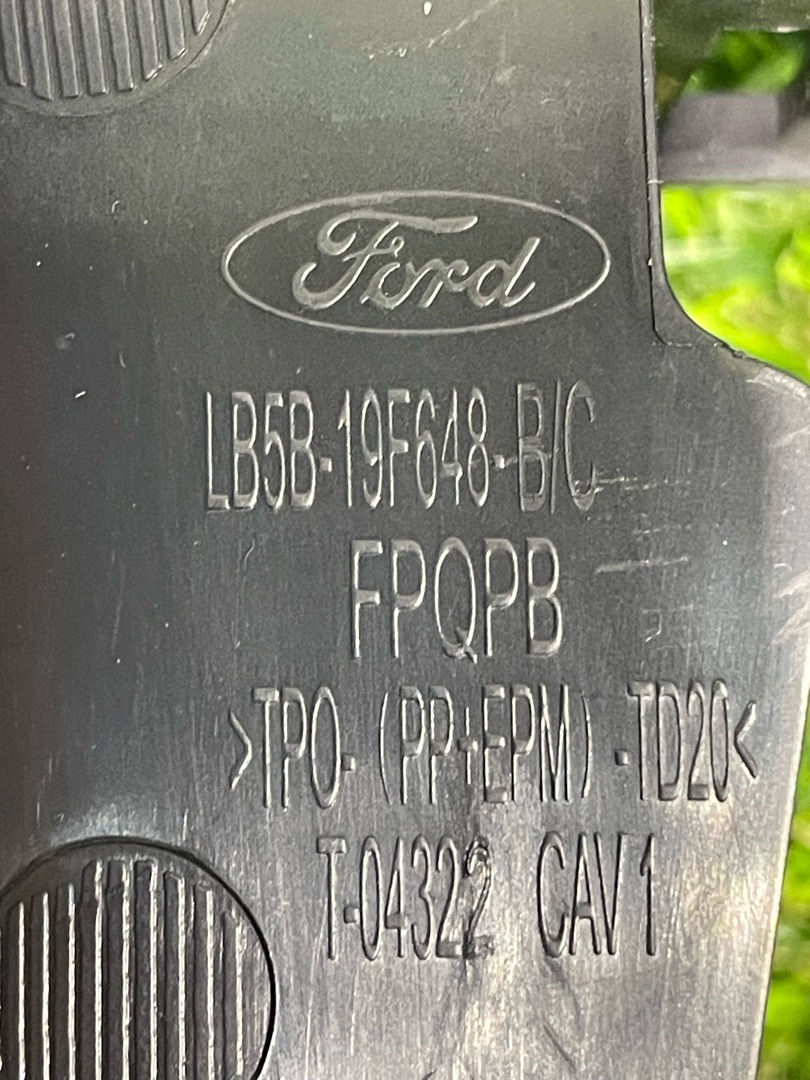 Ford
LB5B-19F648-B/C
FPQPB
>TPO-(PP+EPM)-TD20<
T-04322 CAV1